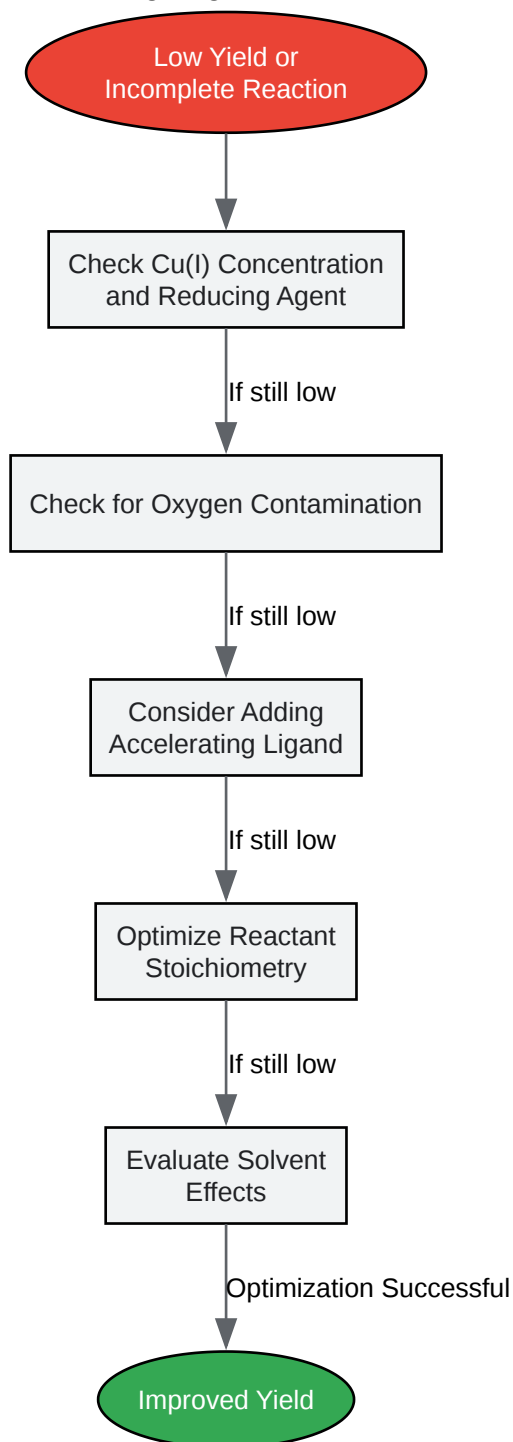 Low Yield or
Incomplete Reaction
Check Cu(I) Concentration
and Reducing Agent
If still low
Check for Oxygen Contamination
If still low
Consider Adding
Accelerating Ligand
If still low
Optimize Reactant
Stoichiometry
If still low
Evaluate Solvent
Effects
Optimization Successful
Improved Yield